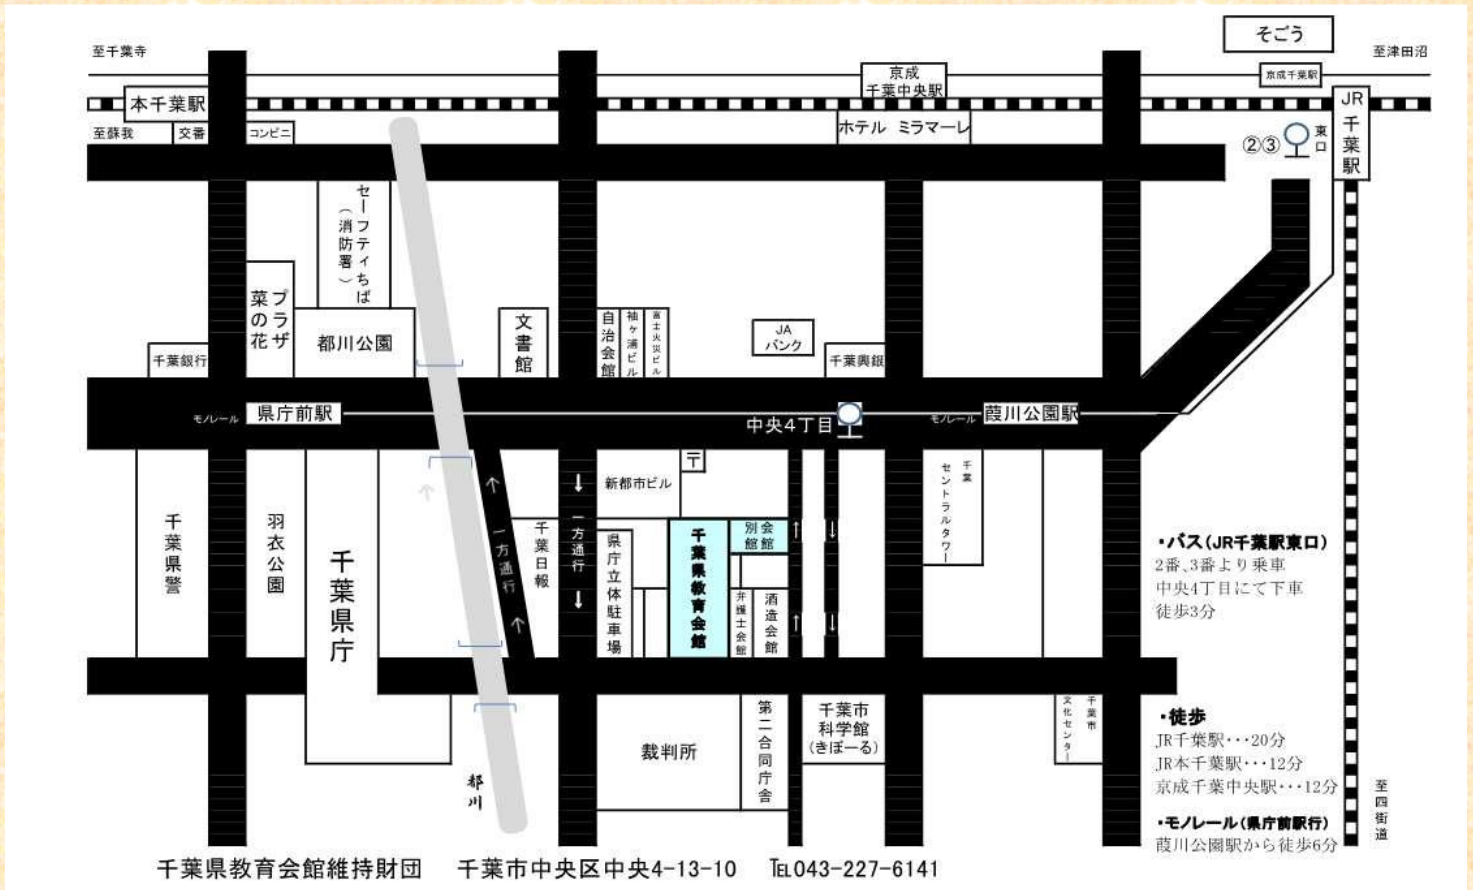 そごう
至千葉寺
至津田沼
京成
千葉中央駅
京成千葉駅
本千葉駅
JR
千葉駅
至蘇我
交番
コンビニ
ホテル ミラマーレ
②③
東口
セーフティちば
（消防署）
プラザ
菜の花
都川公園
文書館
自治会館
袖ヶ浦ビル
富士火災ビル
JA
バンク
千葉銀行
千葉興銀
モノレール
県庁前駅
中央4丁目
モノレール
葭川公園駅
〒
新都市ビル
千葉
セントラルタワー
千葉県警
羽衣公園
千葉県庁
↑
↑
一方通行
↑
千葉日報
↓
一方通行
↓
県庁立体駐車場
千葉県教育会館
会館
別館
弁護士会館
酒造会館
↑
↓
↑
↓
・バス(JR千葉駅東口)
2番、3番より乗車
中央4丁目にて下車
徒歩3分
裁判所
第二合同庁舎
千葉市
科学館
(きぼーる)
千葉市
文化センター
・徒歩
JR千葉駅・・・20分
JR本千葉駅・・・12分
京成千葉中央駅・・・12分
・モノレール(県庁前駅行)
葭川公園駅から徒歩6分
都川
至四街道
千葉県教育会館維持財団 千葉市中央区中央4-13-10 ℡043-227-6141